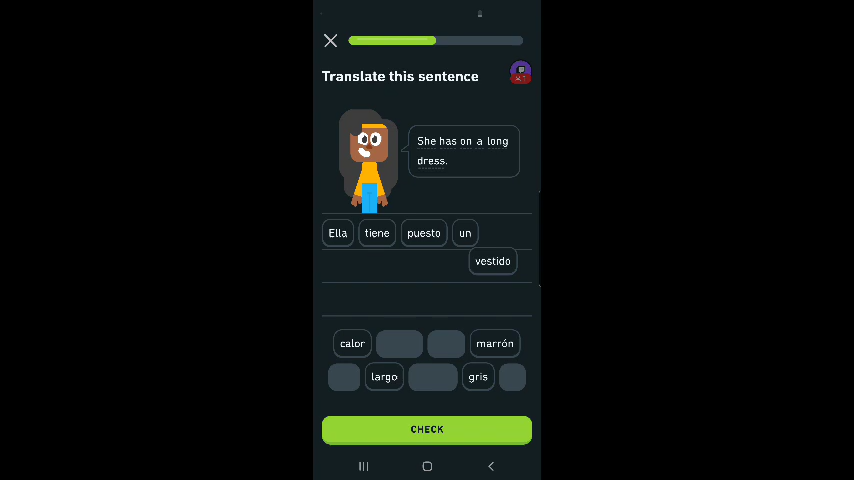 Translate this sentence
She has on a long
dress.
Ella tiene puesto un
vestido
calor marrón
largo gris
CHECK